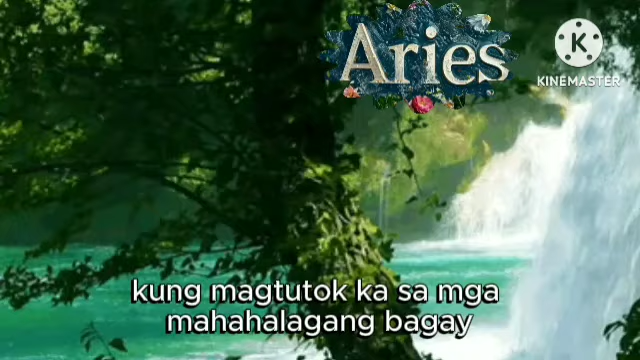 Aries
K
KINEMASTER
kung magtutok ka sa mga
mahahalagang bagay